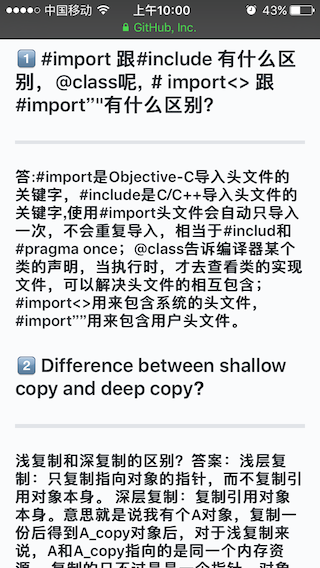 中国移动 上午10:00 43%
GitHub, Inc.
1 #import 跟#include 有什么区
别，@class呢, # import<> 跟
#import”"有什么区别?
答:#import是Objective-C导入头文件的
关键字，#include是C/C++导入头文件的
关键字,使用#import头文件会自动只导入
一次，不会重复导入，相当于#includ和
#pragma once；@class告诉编译器某个
类的声明，当执行时，才去查看类的实现
文件，可以解决头文件的相互包含；
#import<>用来包含系统的头文件，
#import””用来包含用户头文件。
2 Difference between shallow
copy and deep copy?
浅复制和深复制的区别？答案：浅层复
制：只复制指向对象的指针，而不复制引
用对象本身。 深层复制：复制引用对象
本身。意思就是说我有个A对象，复制一
份后得到A_copy对象后，对于浅复制来
说，A和A_copy指向的是同一个内存资
源，复制的只不过是是一个指针，对象